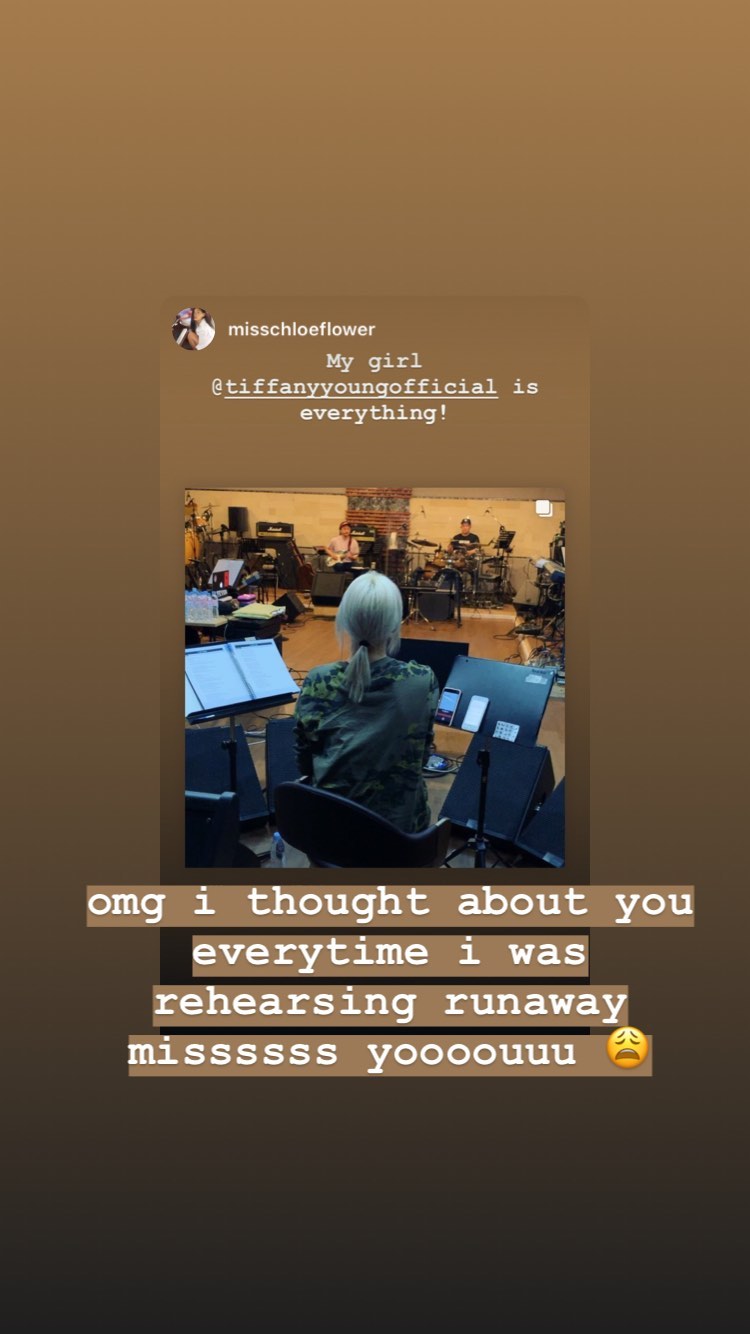 misschloeflower
My girl
@tiffanyyoungofficial is
everything!
omg i thought about you
everytime i was
rehearsing runaway
missssss yoooouuu 😩